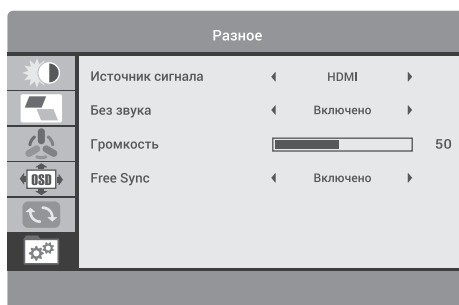 Разное
Источник сигнала HDMI
Без звука Включено
Громкость 50
OSD
Free Sync Включено